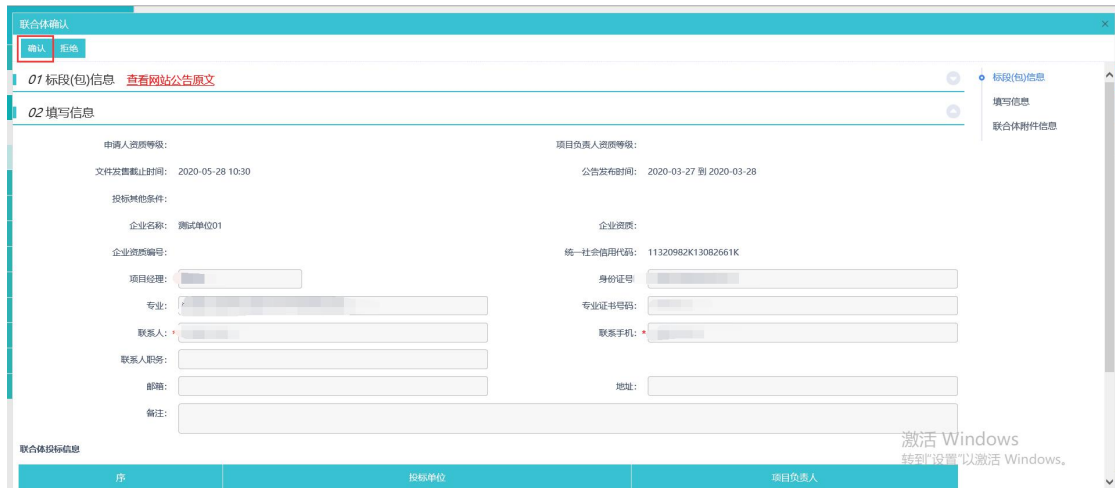 联合体确认
确认 拒绝
01 标段(包)信息 查看网站公告原文
02 填写信息
标段(包)信息
填写信息
联合体附件信息
申请人资质等级: 项目负责人资质等级:
文件发售截止时间: 2020-05-28 10:30 公告发布时间: 2020-03-27 到 2020-03-28
投标其他条件:
企业名称: 测试单位01 企业资质:
企业资质编号: 统一社会信用代码: 11320982K13082661K
项目经理: 身份证号
专业: 专业证书号码:
联系人: * 联系手机: *
联系人职务:
邮箱: 地址:
备注:
联合体投标信息
序 投标单位 项目负责人
激活 Windows
转到"设置"以激活 Windows。